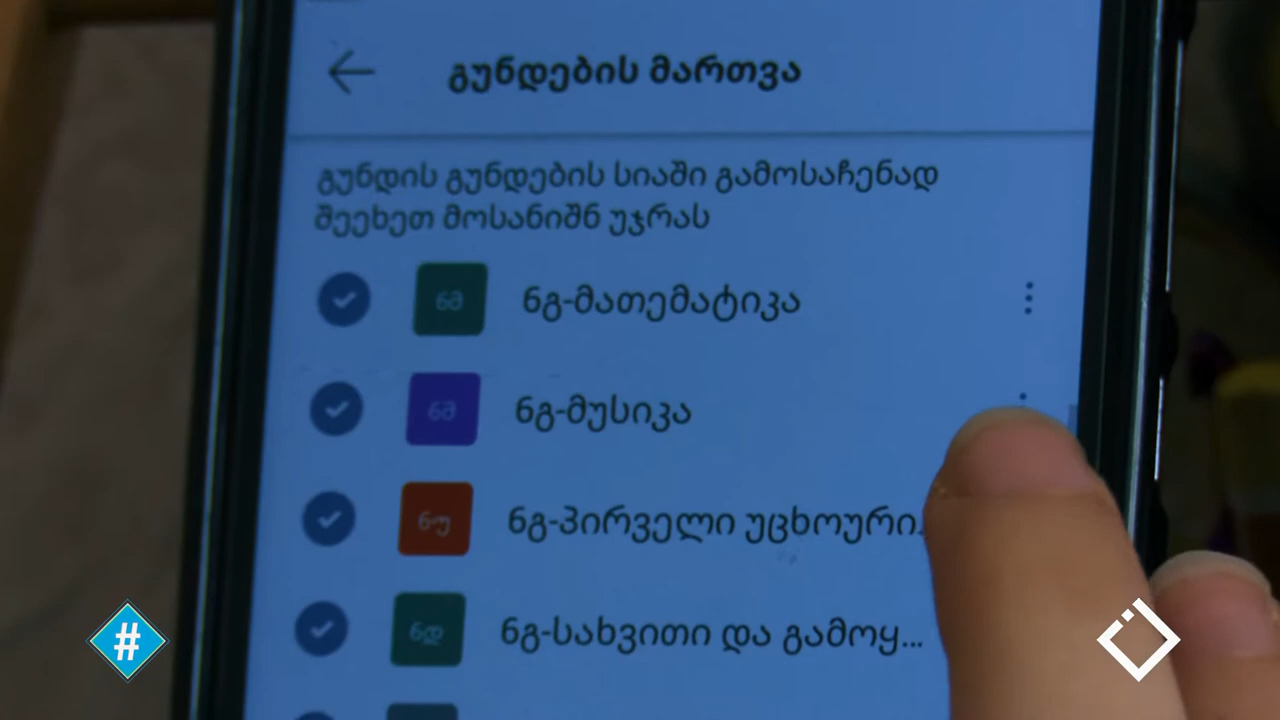 გუნდების მართვა
გუნდის გუნდების სიაში გამოსაჩენად
შეეხეთ მოსანიშნ უჯრას
ნმ ნგ-მათემატიკა
ნმ ნგ-მუსიკა
ნუ ნგ-პირველი უცხოური.
ნდ ნგ-სახვითი და გამოყ...
#